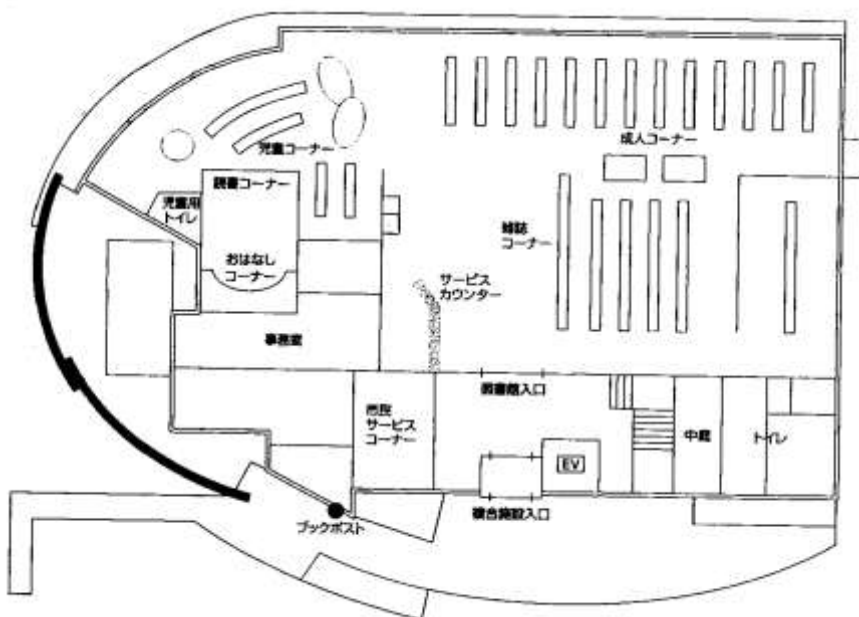 児童コーナー
成人コーナー
読書コーナー
児童用
トイレ
雑誌
コーナー
おはなし
コーナー
サービス
カウンター
事務室
図書館入口
市民
サービス
コーナー
中庭
トイレ
EV
複合施設入口
ブックポスト